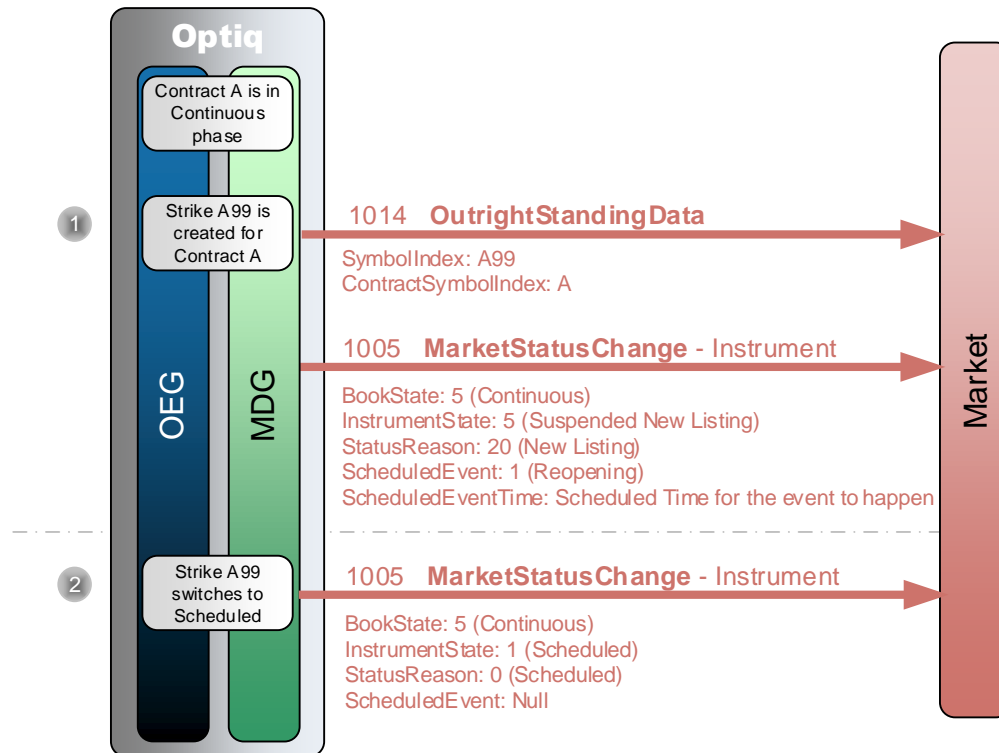 Optiq
Contract A is in
Continuous
phase
1
Strike A99 is
created for
Contract A
1014 OutrightStandingData
SymbolIndex: A99
ContractSymbolIndex: A
1005 MarketStatusChange - Instrument
BookState: 5 (Continuous)
InstrumentState: 5 (Suspended New Listing)
StatusReason: 20 (New Listing)
ScheduledEvent: 1 (Reopening)
ScheduledEventTime: Scheduled Time for the event to happen
OEG
MDG
Market
2
Strike A99
switches to
Scheduled
1005 MarketStatusChange - Instrument
BookState: 5 (Continuous)
InstrumentState: 1 (Scheduled)
StatusReason: 0 (Scheduled)
ScheduledEvent: Null